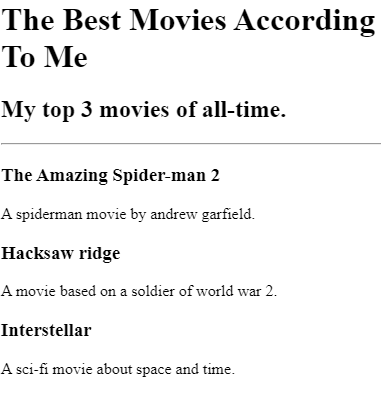 The Best Movies According
To Me
My top 3 movies of all-time.
The Amazing Spider-man 2
A spiderman movie by andrew garfield.
Hacksaw ridge
A movie based on a soldier of world war 2.
Interstellar
A sci-fi movie about space and time.